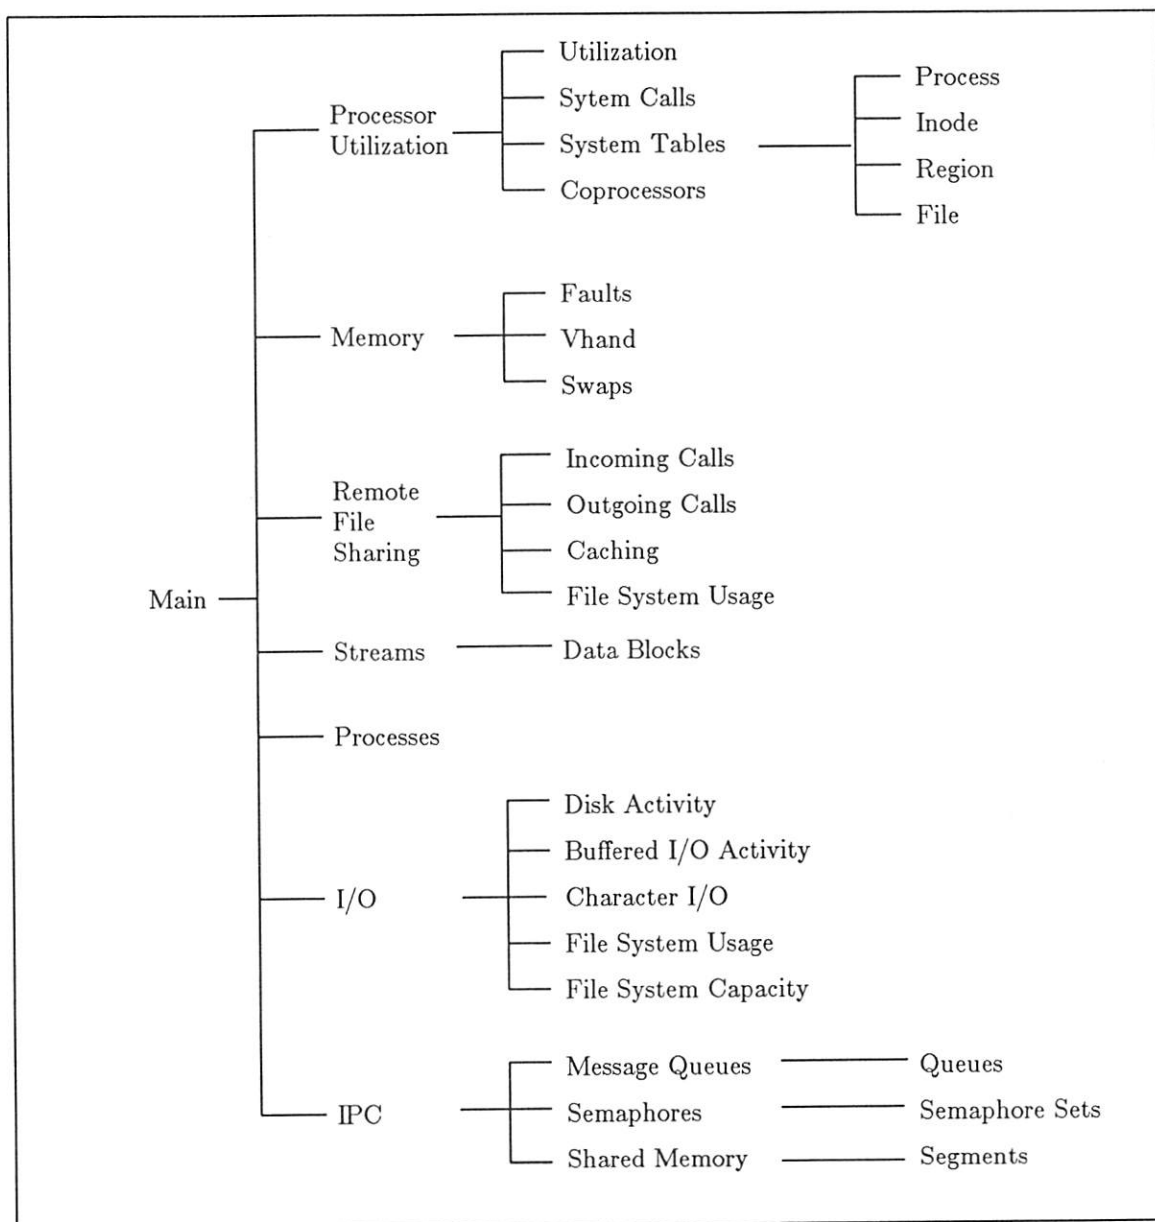 Main
Processor
Utilization
Utilization
Sytem Calls
System Tables
Coprocessors
Process
Inode
Region
File
Memory
Faults
Vhand
Swaps
Remote
File
Sharing
Incoming Calls
Outgoing Calls
Caching
File System Usage
Streams
Data Blocks
Processes
I/O
Disk Activity
Buffered I/O Activity
Character I/O
File System Usage
File System Capacity
IPC
Message Queues
Queues
Semaphores
Semaphore Sets
Shared Memory
Segments